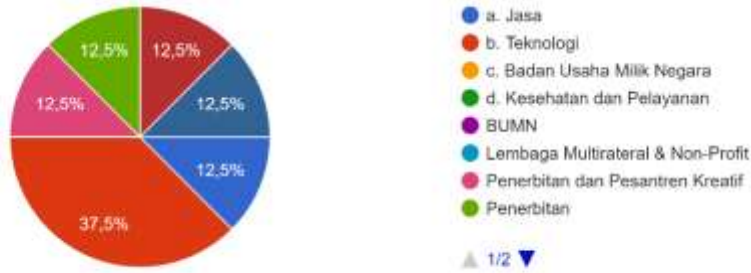 12,5%
12,5%
12,5%
12,5%
12,5%
37,5%
a. Jasa
b. Teknologi
c. Badan Usaha Milik Negara
d. Kesehatan dan Pelayanan
BUMN
Lembaga Multirateral & Non-Profit
Penerbitan dan Pesantren Kreatif
Penerbitan
1/2